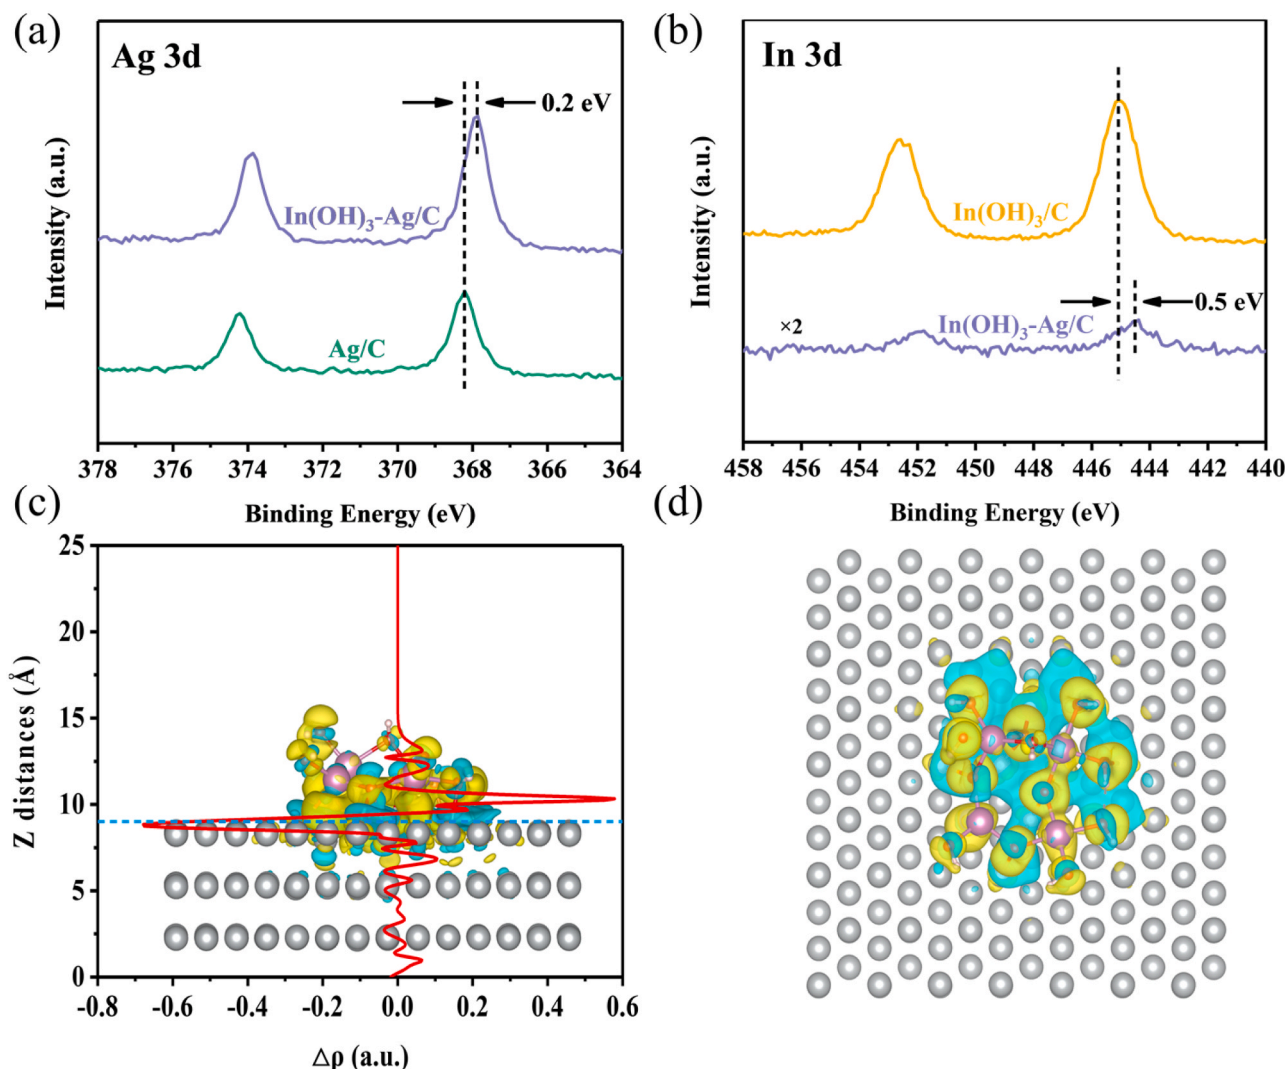 (a)
Ag 3d
0.2 eV
In(OH)₃-Ag/C
Ag/C
Intensity (a.u.)
378 376 374 372 370 368 366 364
Binding Energy (eV)
(b)
In 3d
In(OH)₃/C
0.5 eV
×2
In(OH)₃-Ag/C
Intensity (a.u.)
458 456 454 452 450 448 446 444 442 440
Binding Energy (eV)
(c)
25
20
15
10
5
0
Z distances (Å)
-0.8 -0.6 -0.4 -0.2 0.0 0.2 0.4 0.6
△ρ (a.u.)
(d)